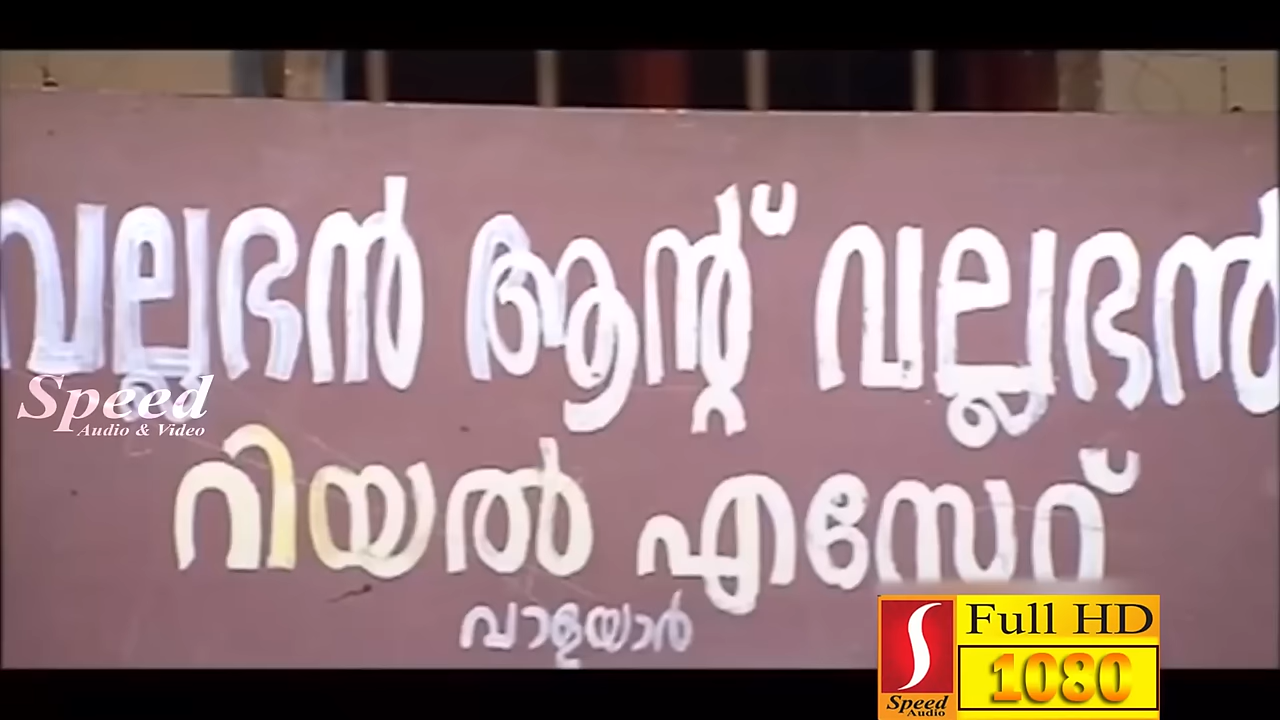 വല്ലഭൻ ആന്റ് വല്ലഭൻ
Speed
Audio & Video
റിയൽ എസ്റ്റേറ്റ്
വാളയാർ
Full HD
1080
Speed
Audio